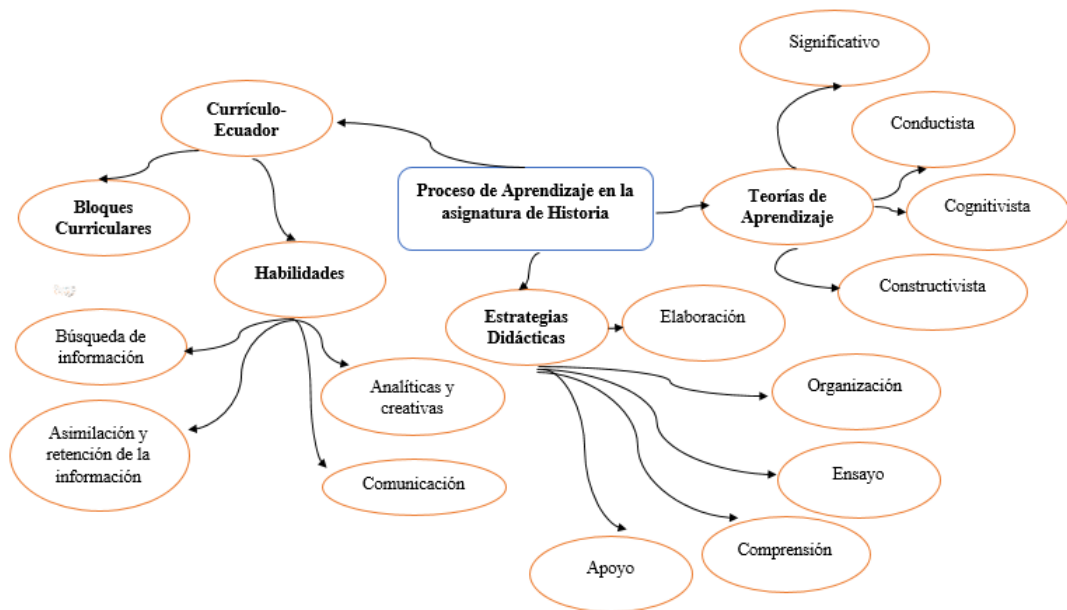 Significativo
Currículo-
Ecuador
Conductista
Proceso de Aprendizaje en la
asignatura de Historia
Teorías de
Aprendizaje
Bloques
Curriculares
Cognitivista
Habilidades
Constructivista
Estrategias
Didácticas
Elaboración
Búsqueda de
información
Analíticas y
creativas
Organización
Asimilación y
retención de la
información
Comunicación
Ensayo
Apoyo
Comprensión